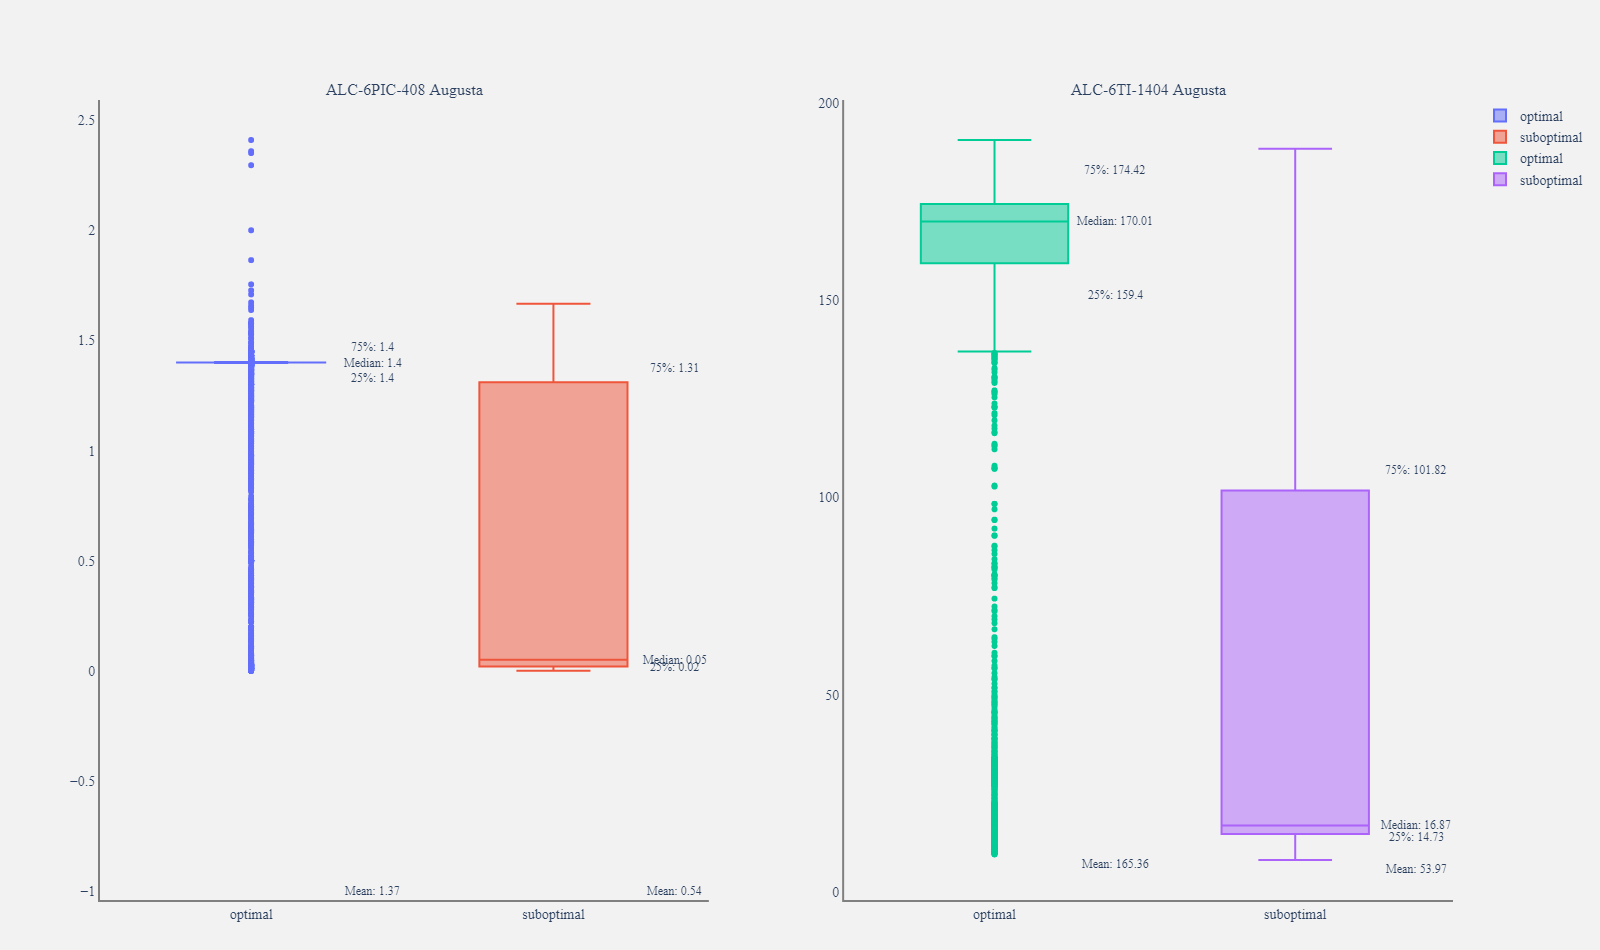 ALC-6PIC-408 Augusta
2.5
2
1.5
1
0.5
0
−0.5
−1
75%: 1.4
Median: 1.4
25%: 1.4
Mean: 1.37
75%: 1.31
Median: 0.05
25%: 0.02
Mean: 0.54
optimal
suboptimal
ALC-6TI-1404 Augusta
200
150
100
50
0
75%: 174.42
Median: 170.01
25%: 159.4
Mean: 165.36
75%: 101.82
Median: 16.87
25%: 14.73
Mean: 53.97
optimal
suboptimal
optimal
suboptimal
optimal
suboptimal